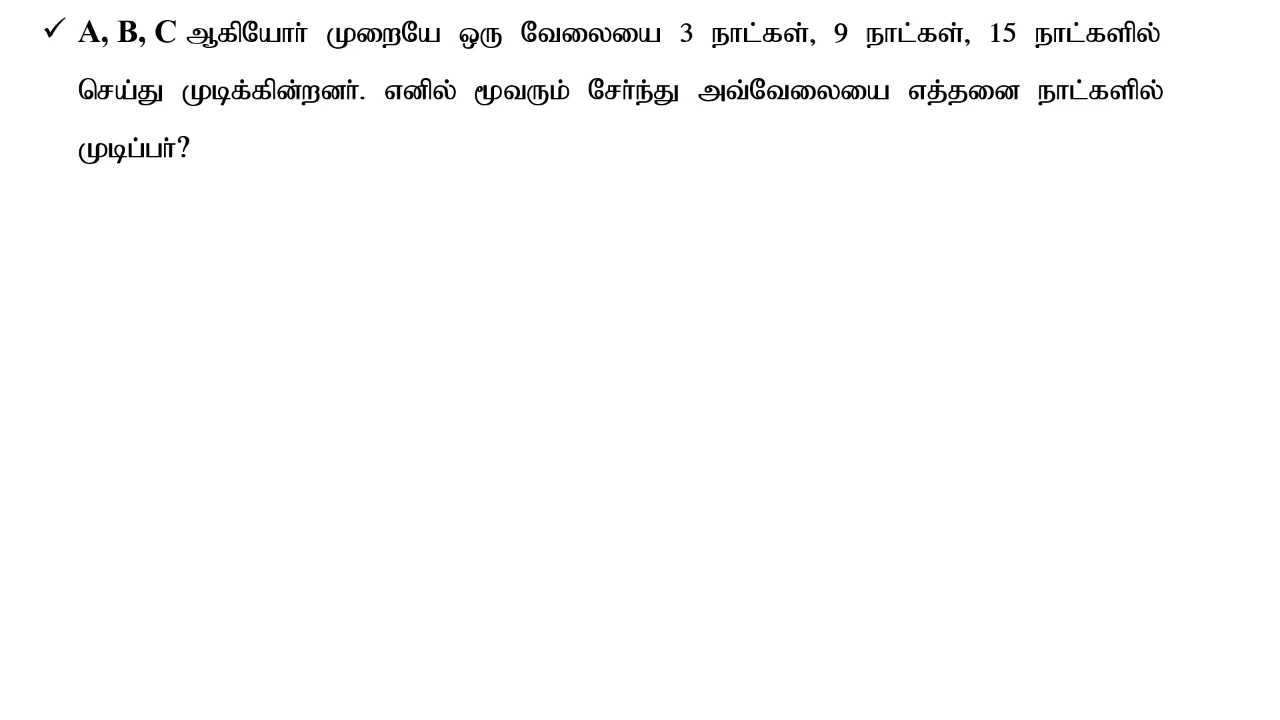 ✓ A, B, C ஆகியோர் முறையே ஒரு வேலையை 3 நாட்கள், 9 நாட்கள், 15 நாட்களில்
செய்து முடிக்கின்றனர். எனில் மூவரும் சேர்ந்து அவ்வேலையை எத்தனை நாட்களில்
முடிப்பர்?